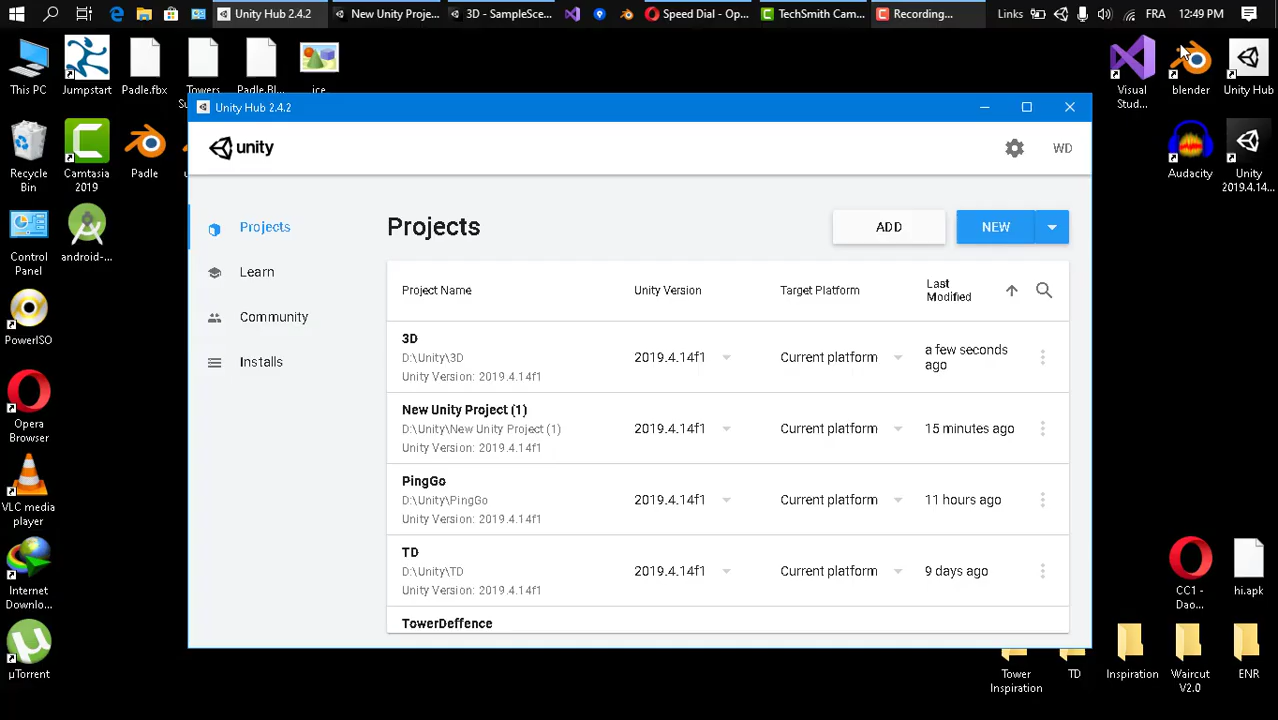 Unity Hub 2.4.2
New Unity Proje...
3D - SampleSce...
Speed Dial - Op...
TechSmith Cam...
Recording...
Links
FRA
12:49 PM
This PC
Jumpstart
Padle.fbx
Towers
Padle.Bl...
ice
Visual
Stud...
blender
Unity Hub
Unity Hub 2.4.2
unity
WD
Recycle
Bin
Camtasia
2019
Padle
Audacity
Unity
2019.4.14...
Control
Panel
android-...
PowerISO
Opera
Browser
VLC media
player
Internet
Downlo...
µTorrent
Projects
Learn
Community
Installs
Projects
ADD
NEW
Project Name
Unity Version
Target Platform
Last
Modified
3D
D:\Unity\3D
Unity Version: 2019.4.14f1
2019.4.14f1
Current platform
a few seconds
ago
New Unity Project (1)
D:\Unity\New Unity Project (1)
Unity Version: 2019.4.14f1
2019.4.14f1
Current platform
15 minutes ago
PingGo
D:\Unity\PingGo
Unity Version: 2019.4.14f1
2019.4.14f1
Current platform
11 hours ago
TD
D:\Unity\TD
Unity Version: 2019.4.14f1
2019.4.14f1
Current platform
9 days ago
TowerDeffence
CC1 -
Dao...
hi.apk
Tower
Inspiration
TD
Inspiration
Waircut
V2.0
ENR